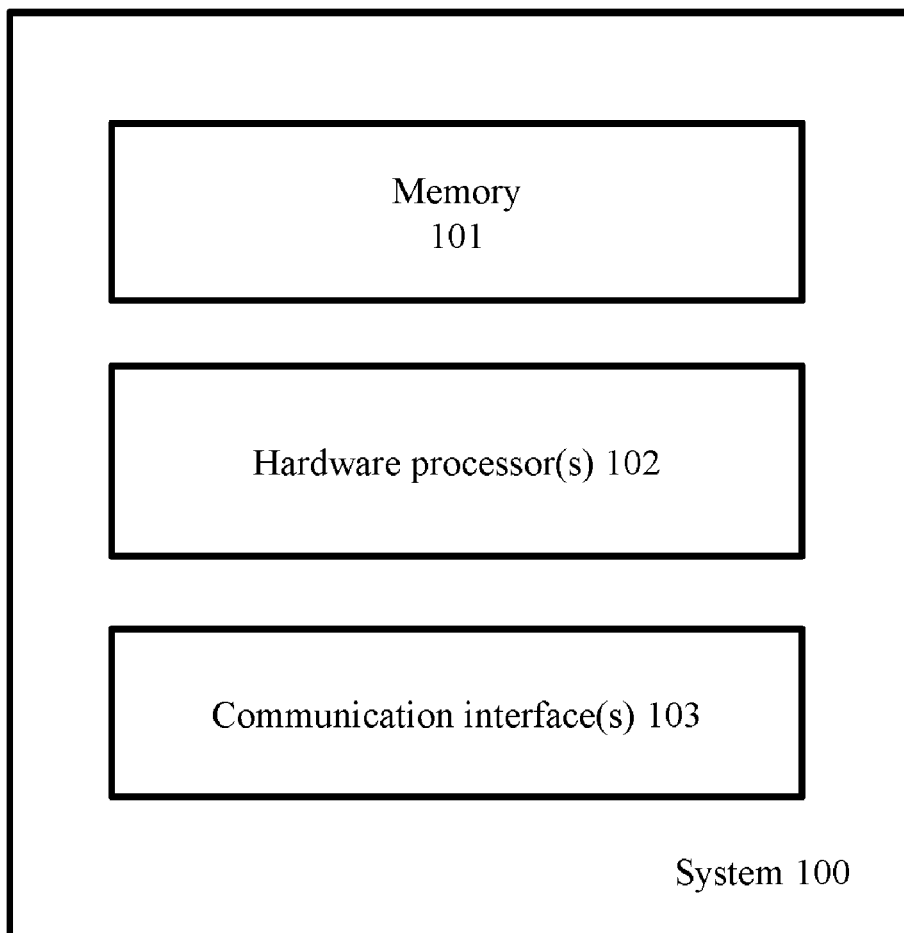 Memory
101
Hardware processor(s) 102
Communication interface(s) 103
System 100